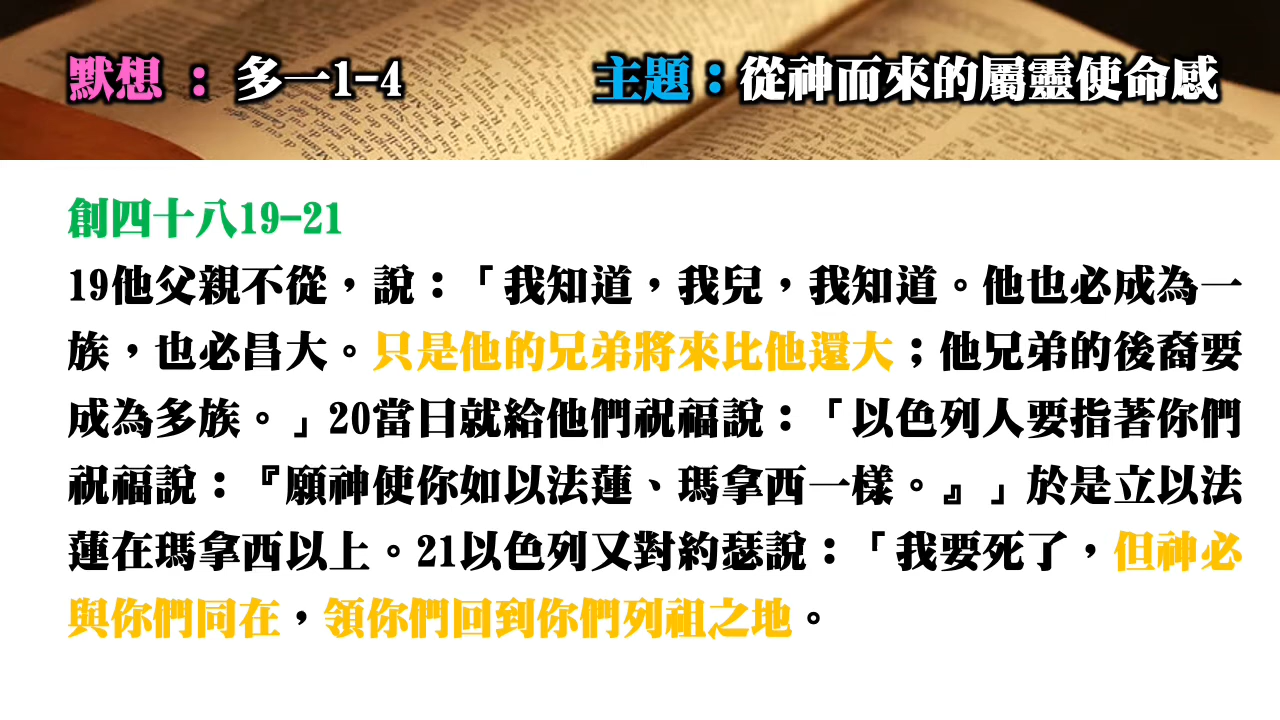 默想 ： 多一1-4 主題：從神而來的屬靈使命感
創四十八19-21
19他父親不從，說：「我知道，我兒，我知道。他也必成為一
族，也必昌大。只是他的兄弟將來比他還大；他兄弟的後裔要
成為多族。」20當日就給他們祝福說：「以色列人要指著你們
祝福說：『願神使你如以法蓮、瑪拿西一樣。』」於是立以法
蓮在瑪拿西以上。21以色列又對約瑟說：「我要死了，但神必
與你們同在，領你們回到你們列祖之地。